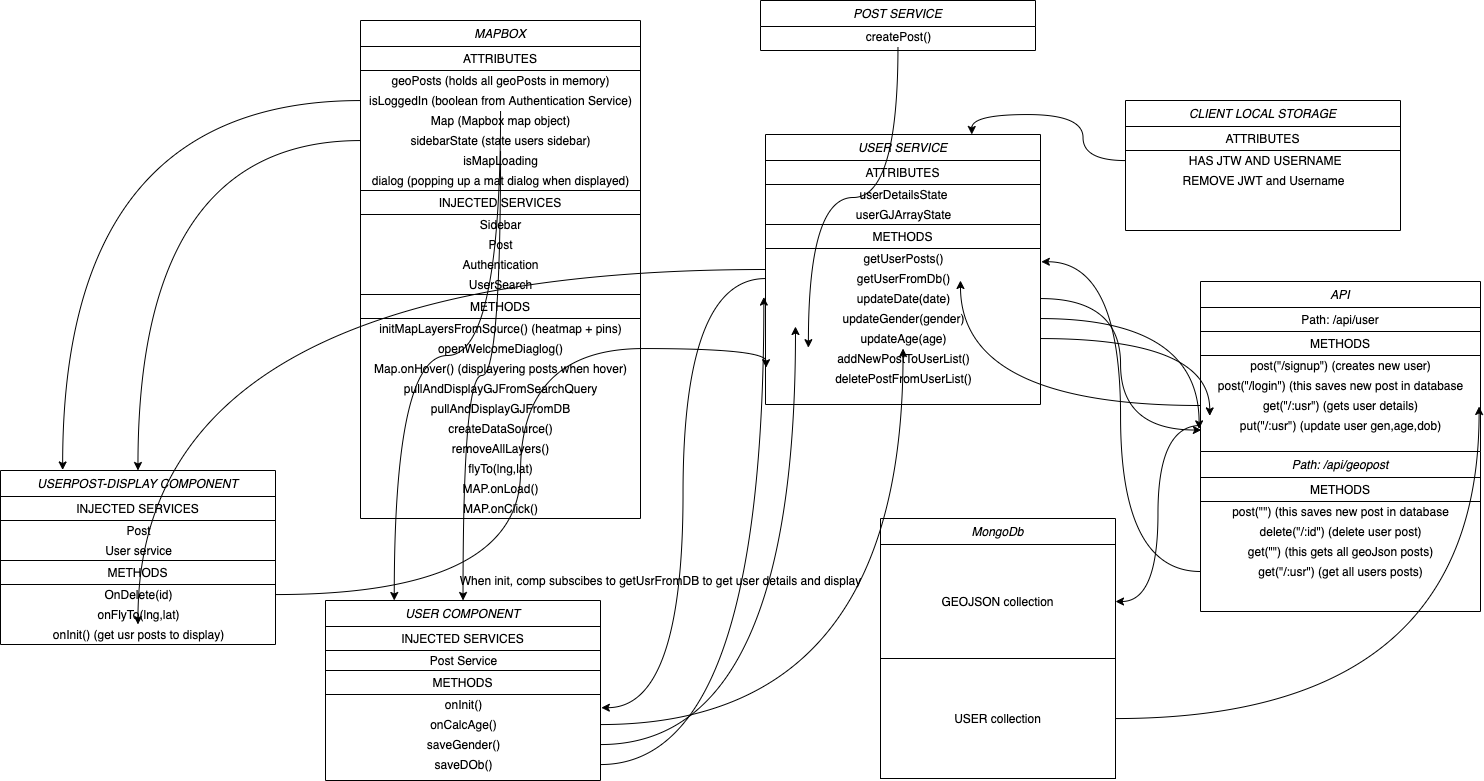 MAPBOX
ATTRIBUTES
geoPosts (holds all geoPosts in memory)
isLoggedIn (boolean from Authentication Service)
Map (Mapbox map object)
sidebarState (state users sidebar)
isMapLoading
dialog (popping up a mat dialog when displayed)
INJECTED SERVICES
Sidebar
Post
Authentication
UserSearch
METHODS
initMapLayersFromSource() (heatmap + pins)
openWelcomeDiaglog()
Map.onHover() (displayering posts when hover)
pullAndDisplayGJFromSearchQuery
pullAndDisplayGJFromDB
createDataSource()
removeAllLayers()
flyTo(lng,lat)
MAP.onLoad()
MAP.onClick()
POST SERVICE
createPost()
USER SERVICE
ATTRIBUTES
userDetailsState
userGJArrayState
METHODS
getUserPosts()
getUserFromDb()
updateDate(date)
updateGender(gender)
updateAge(age)
addNewPostToUserList()
deletePostFromUserList()
CLIENT LOCAL STORAGE
ATTRIBUTES
HAS JTW AND USERNAME
REMOVE JWT and Username
API
Path: /api/user
METHODS
post("/signup") (creates new user)
post("/login") (this saves new post in database
get("/:usr") (gets user details)
put("/:usr") (update user gen,age,dob)
Path: /api/geopost
METHODS
post("") (this saves new post in database
delete("/:id") (delete user post)
get("") (this gets all geoJson posts)
get("/:usr") (get all users posts)
USERPOST-DISPLAY COMPONENT
INJECTED SERVICES
Post
User service
METHODS
OnDelete(id)
onFlyTo(lng,lat)
onInit() (get usr posts to display)
When init, comp subscibes to getUsrFromDB to get user details and display
USER COMPONENT
INJECTED SERVICES
Post Service
METHODS
onInit()
onCalcAge()
saveGender()
saveDOb()
MongoDb
GEOJSON collection
USER collection